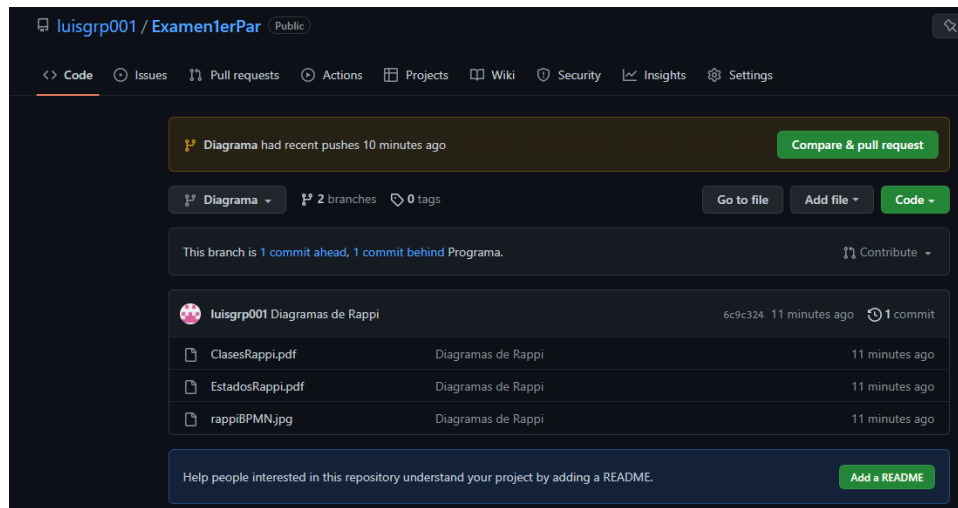 luisgrp001 / Examen1erPar Public
Code Issues Pull requests Actions Projects Wiki Security Insights Settings
Diagrama had recent pushes 10 minutes ago Compare & pull request
Diagrama 2 branches 0 tags Go to file Add file Code
This branch is 1 commit ahead, 1 commit behind Programa. Contribute
luisgrp001 Diagramas de Rappi 6c9c324 11 minutes ago 1 commit
ClasesRappi.pdf Diagramas de Rappi 11 minutes ago
EstadosRappi.pdf Diagramas de Rappi 11 minutes ago
rappiBPMN.jpg Diagramas de Rappi 11 minutes ago
Help people interested in this repository understand your project by adding a README. Add a README